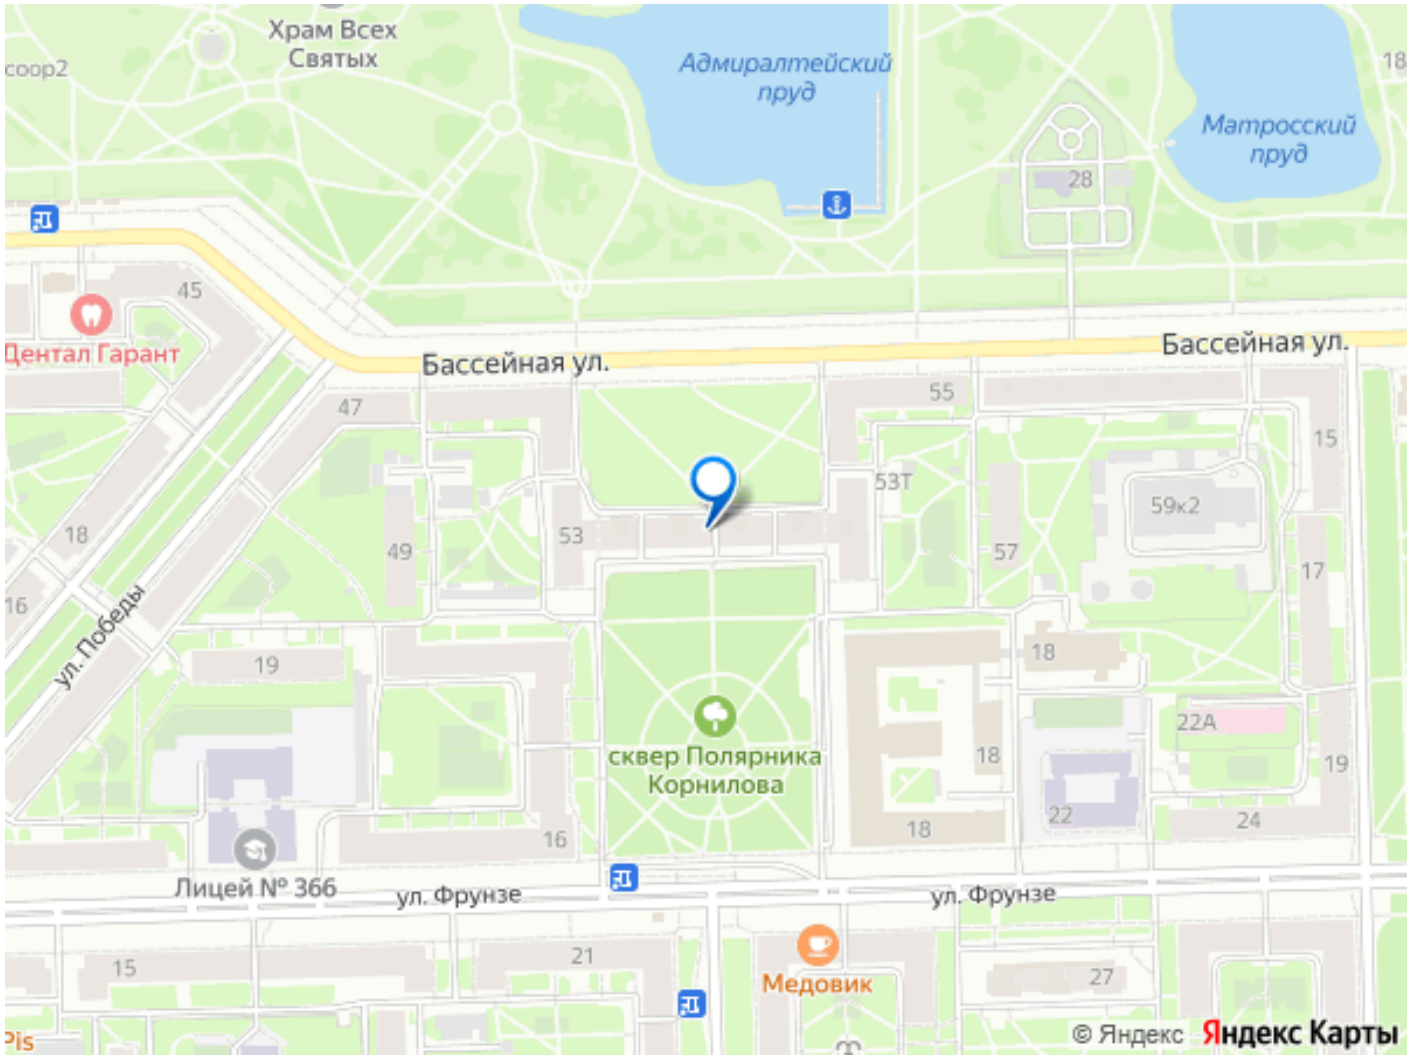 Храм Всех
Святых
соор2
Адмиралтейский
пруд
18
Матросский
пруд
28
45
Дентал Гарант
Бассейная ул.
Бассейная ул.
47
55
15
53Т
59к2
18
53
49
57
17
16
ул. Победы
19
18
22А
сквер Полярника
Корнилова
18
19
22
24
16
18
Лицей № 366
ул. Фрунзе
ул. Фрунзе
15
21
Медовик
27
Pis
© Яндекс Яндекс Карты